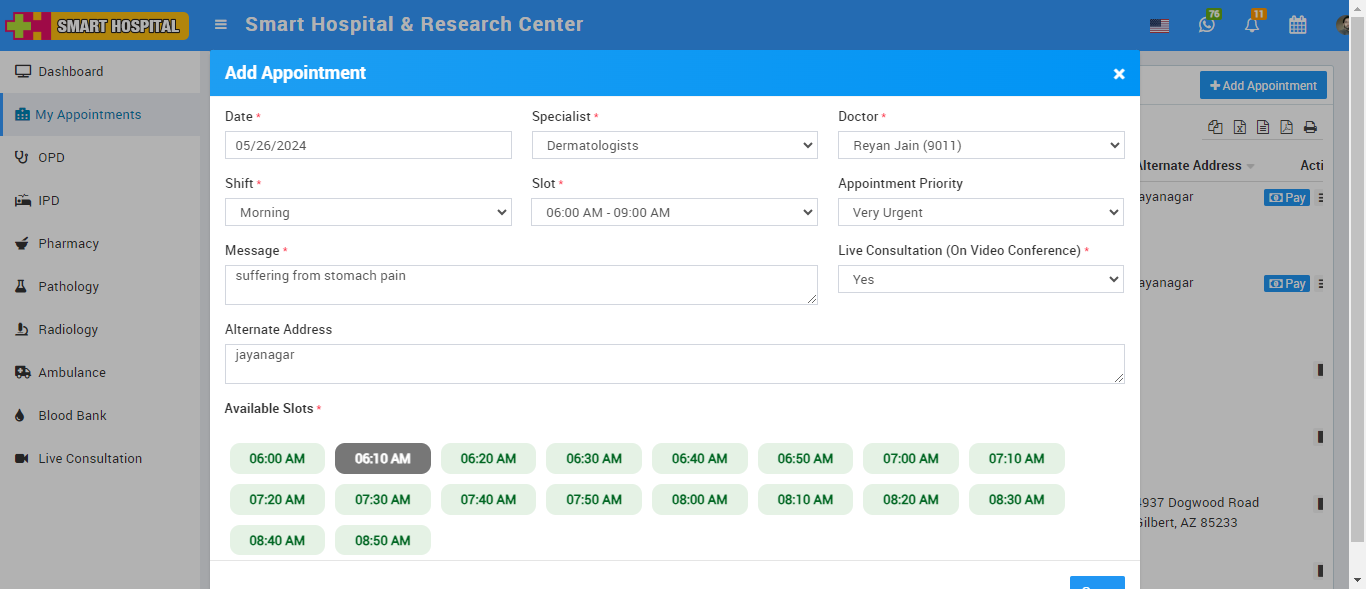 SMART HOSPITAL
Smart Hospital & Research Center
76
11
Dashboard
My Appointments
OPD
IPD
Pharmacy
Pathology
Radiology
Ambulance
Blood Bank
Live Consultation
Add Appointment
×
Date *
Specialist *
Doctor *
05/26/2024
Dermatologists
Reyan Jain (9011)
Shift *
Slot *
Appointment Priority
Morning
06:00 AM - 09:00 AM
Very Urgent
Message *
Live Consultation (On Video Conference) *
suffering from stomach pain
Yes
Alternate Address
jayanagar
Available Slots *
06:00 AM 06:10 AM 06:20 AM 06:30 AM 06:40 AM 06:50 AM 07:00 AM 07:10 AM
07:20 AM 07:30 AM 07:40 AM 07:50 AM 08:00 AM 08:10 AM 08:20 AM 08:30 AM
08:40 AM 08:50 AM
+ Add Appointment
Alternate Address
Acti
ayanagar
Pay
ayanagar
Pay
4937 Dogwood Road
Gilbert, AZ 85233